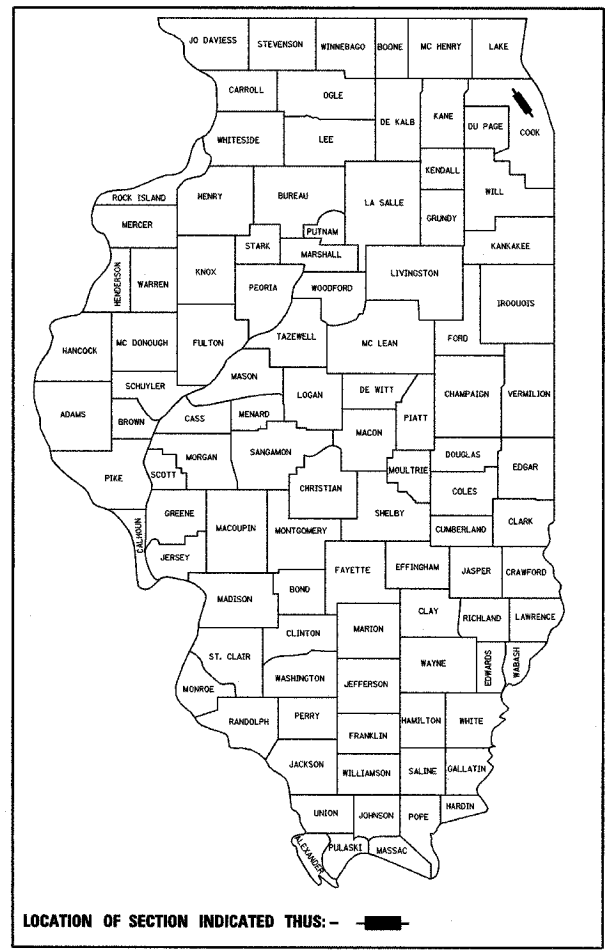 JO DAVIESS STEVENSON WINNEBAGO BOONE MC HENRY LAKE
CARROLL OGLE DE KALB KANE DU PAGE COOK
WHITESIDE LEE KENDALL WILL
ROCK ISLAND HENRY BUREAU LA SALLE GRUNDY
MERCER PUTNAM
STARK MARSHALL KANKAKEE
HENDERSON WARREN KNOX PEORIA WOODFORD LIVINGSTON IROQUOIS
HANCOCK MC DONOUGH FULTON TAZEWELL MC LEAN FORD
SCHUYLER MASON LOGAN DE WITT CHAMPAIGN VERMILION
ADAMS BROWN CASS MENARD PIATT
MACON
MORGAN SANGAMON DOUGLAS EDGAR
PIKE SCOTT CHRISTIAN MOULTRIE COLES
GREENE MACOUPIN MONTGOMERY SHELBY CUMBERLAND CLARK
CALHOUN JERSEY
FAYETTE EFFINGHAM JASPER CRAWFORD
MADISON BOND
CLAY RICHLAND LAWRENCE
CLINTON MARION
ST. CLAIR WAYNE EDWARDS WABASH
WASHINGTON JEFFERSON
MONROE
RANDOLPH PERRY HAMILTON WHITE
FRANKLIN
JACKSON WILLIAMSON SALINE GALLATIN
UNION JOHNSON POPE HARDIN
ALEXANDER PULASKI MASSAC
LOCATION OF SECTION INDICATED THUS: -